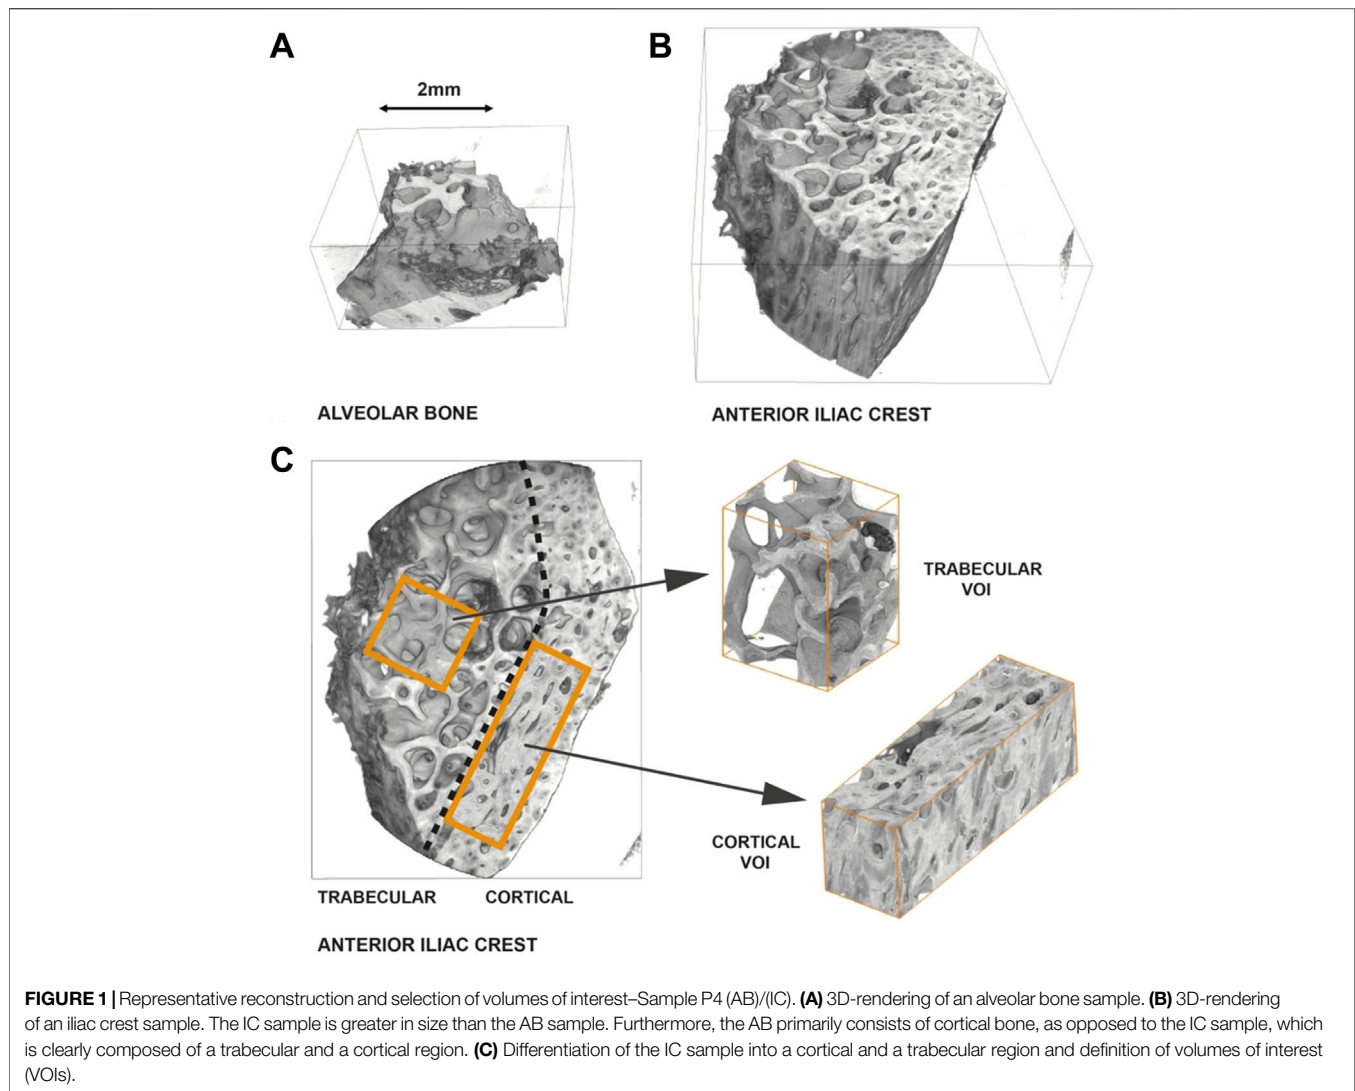 A
B
2mm
ALVEOLAR BONE
ANTERIOR ILIAC CREST
C
TRABECULAR
VOI
CORTICAL
VOI
TRABECULAR CORTICAL
ANTERIOR ILIAC CREST
FIGURE 1 | Representative reconstruction and selection of volumes of interest–Sample P4 (AB)/(IC). (A) 3D-rendering of an alveolar bone sample. (B) 3D-rendering
of an iliac crest sample. The IC sample is greater in size than the AB sample. Furthermore, the AB primarily consists of cortical bone, as opposed to the IC sample, which
is clearly composed of a trabecular and a cortical region. (C) Differentiation of the IC sample into a cortical and a trabecular region and definition of volumes of interest
(VOIs).